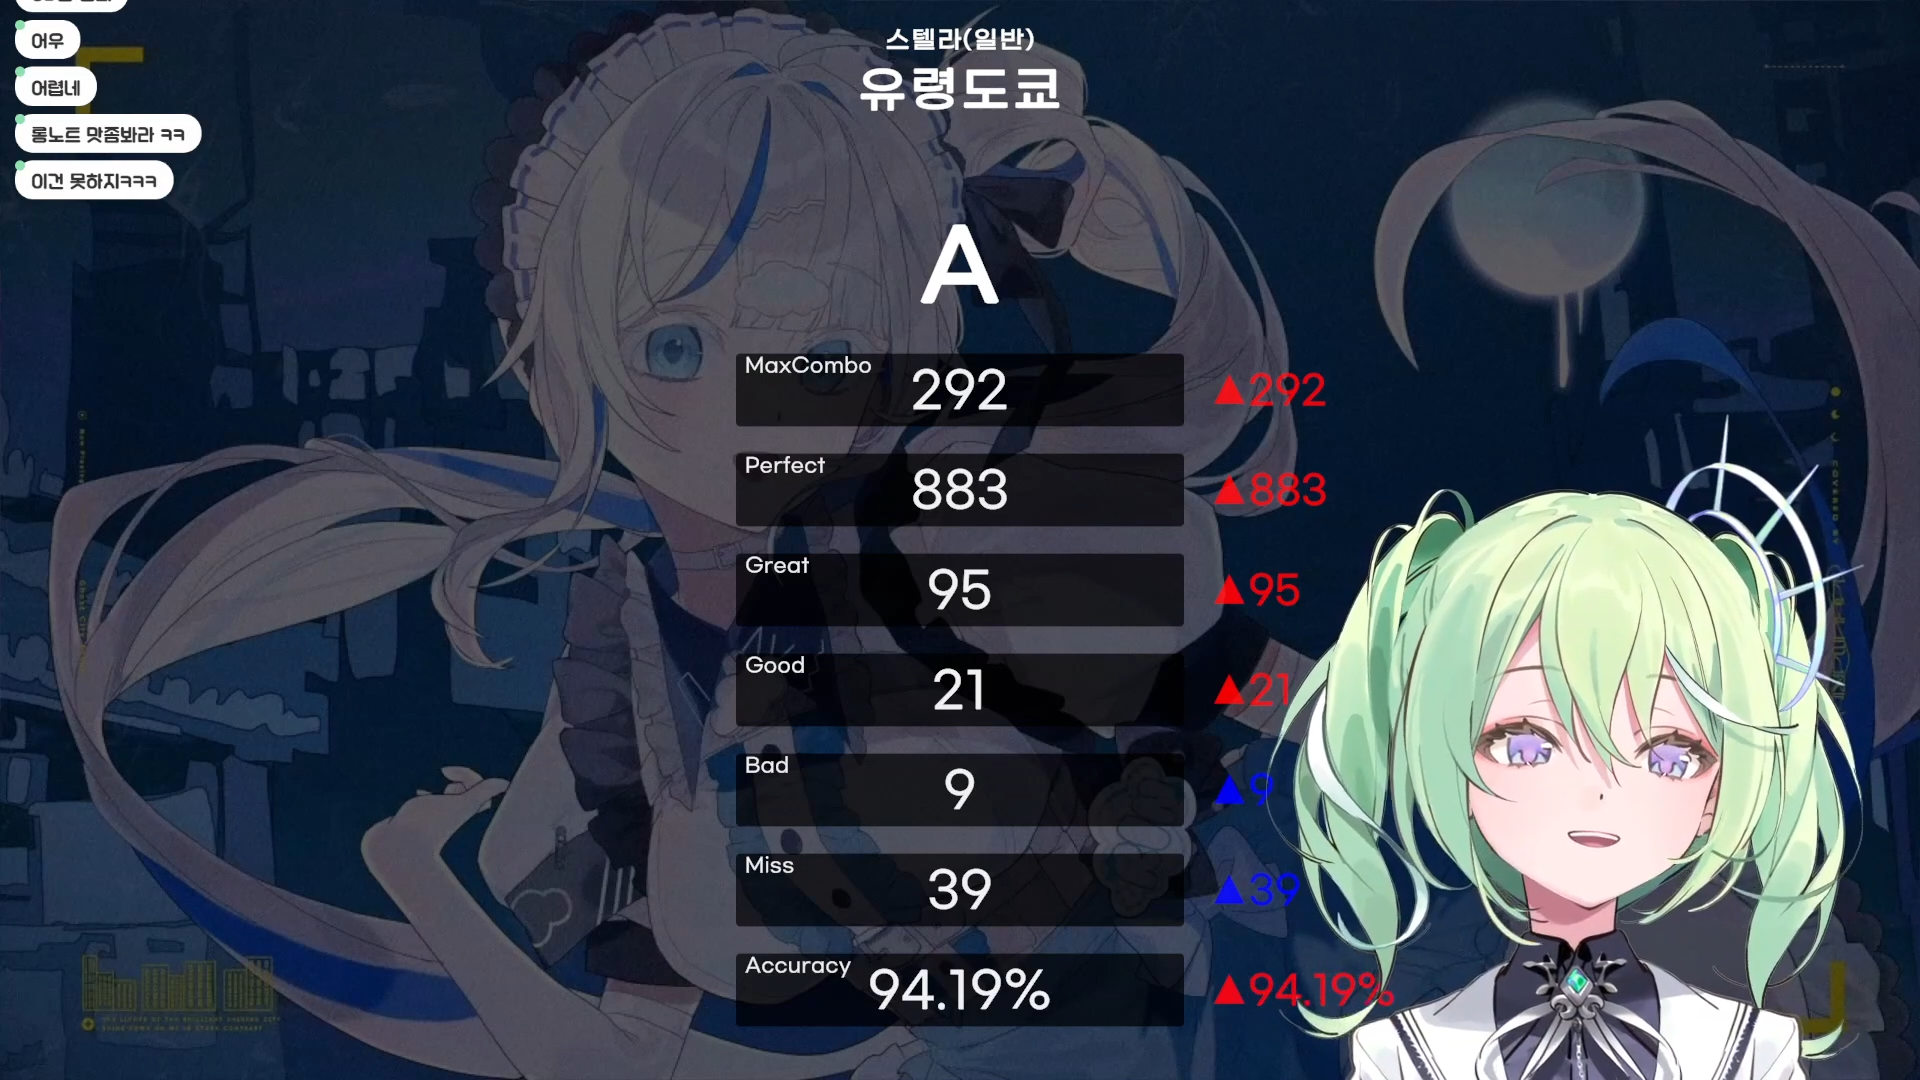 어우
어렵네
롱노트 맛좀봐라 ㅋㅋ
이건 못하지ㅋㅋㅋ
스텔라(일반)
유령도쿄
A
MaxCombo
292
▲292
Perfect
883
▲883
Great
95
▲95
Good
21
▲21
Bad
9
▲9
Miss
39
▲39
Accuracy
94.19%
▲94.19%